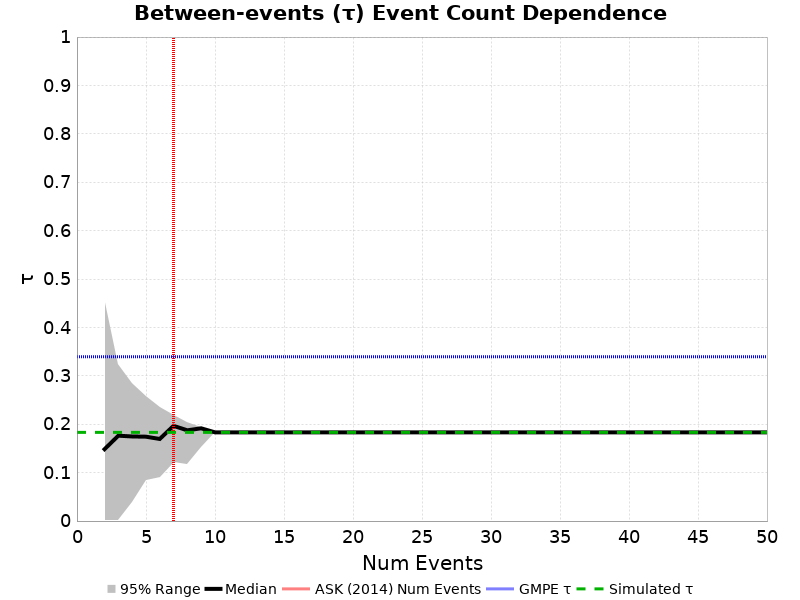 Between-events (τ) Event Count Dependence
1
0.9
0.8
0.7
0.6
0.5
0.4
0.3
0.2
0.1
0
τ
0 5 10 15 20 25 30 35 40 45 50
Num Events
95% Range Median ASK (2014) Num Events GMPE τ Simulated τ